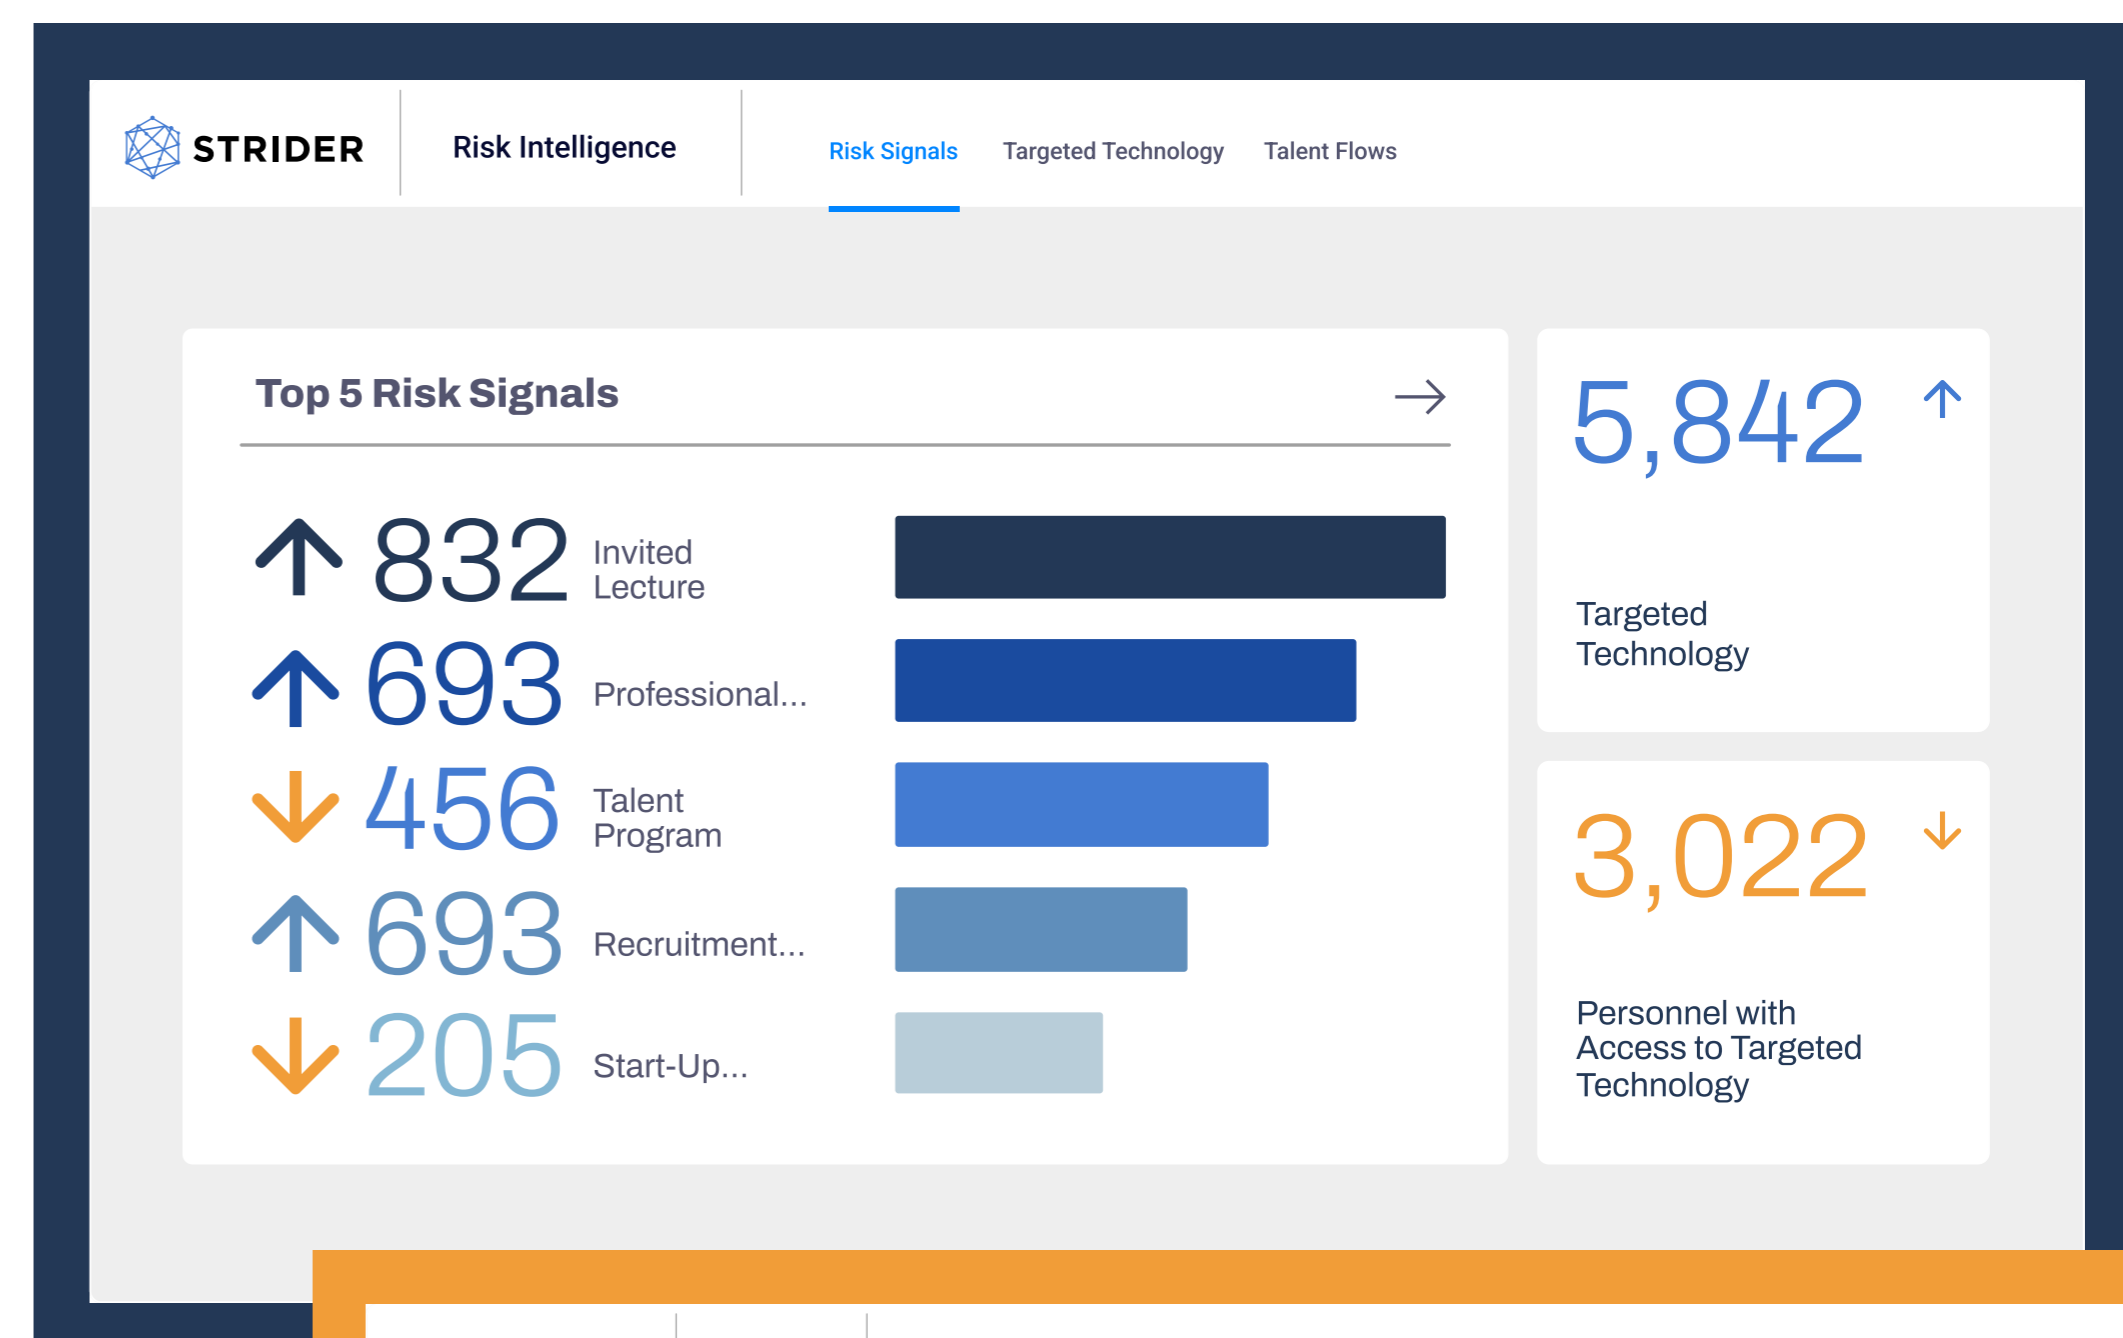 STRIDER
Risk Intelligence
Risk Signals
Targeted Technology
Talent Flows
Top 5 Risk Signals
832
Invited
Lecture
693
Professional...
456
Talent
Program
693
Recruitment...
205
Start-Up...
5,842
Targeted
Technology
3,022
Personnel with
Access to Targeted
Technology